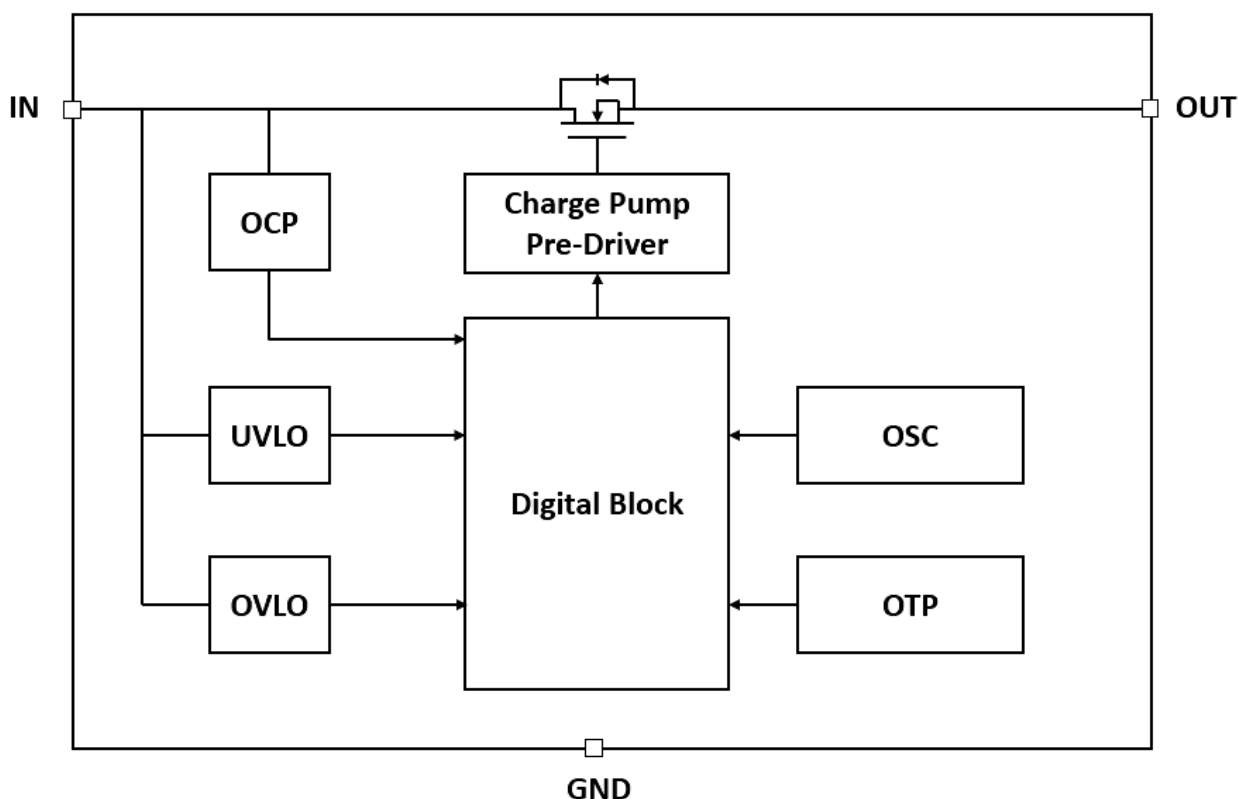 IN
OUT
OCP
Charge Pump
Pre-Driver
UVLO
OSC
Digital Block
OVLO
OTP
GND